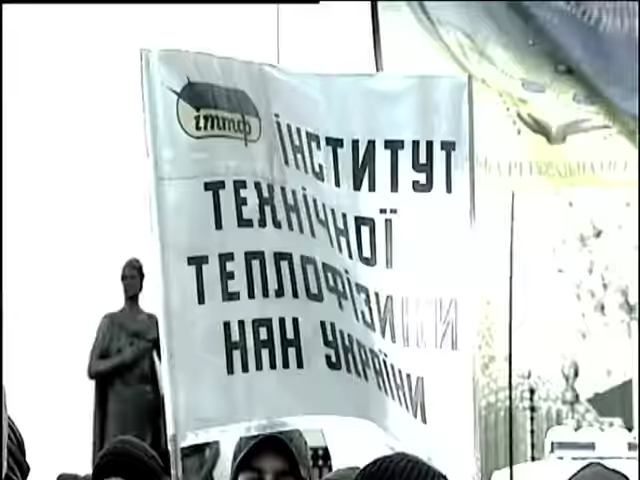 іттф
ІНСТИТУТ
ТЕХНІЧНОЇ
ТЕПЛОФІЗИКИ
НАН УКРАЇНИ